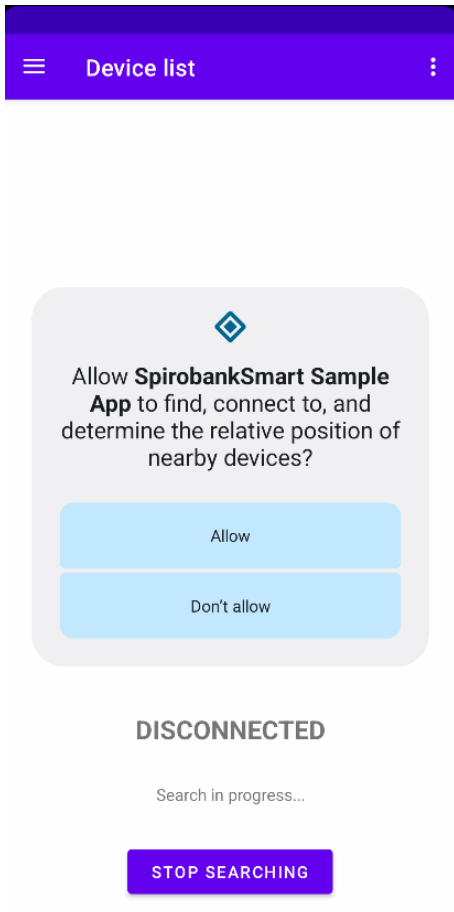 Device list
Allow SpirobankSmart Sample
App to find, connect to, and
determine the relative position of
nearby devices?
Allow
Don’t allow
DISCONNECTED
Search in progress...
STOP SEARCHING